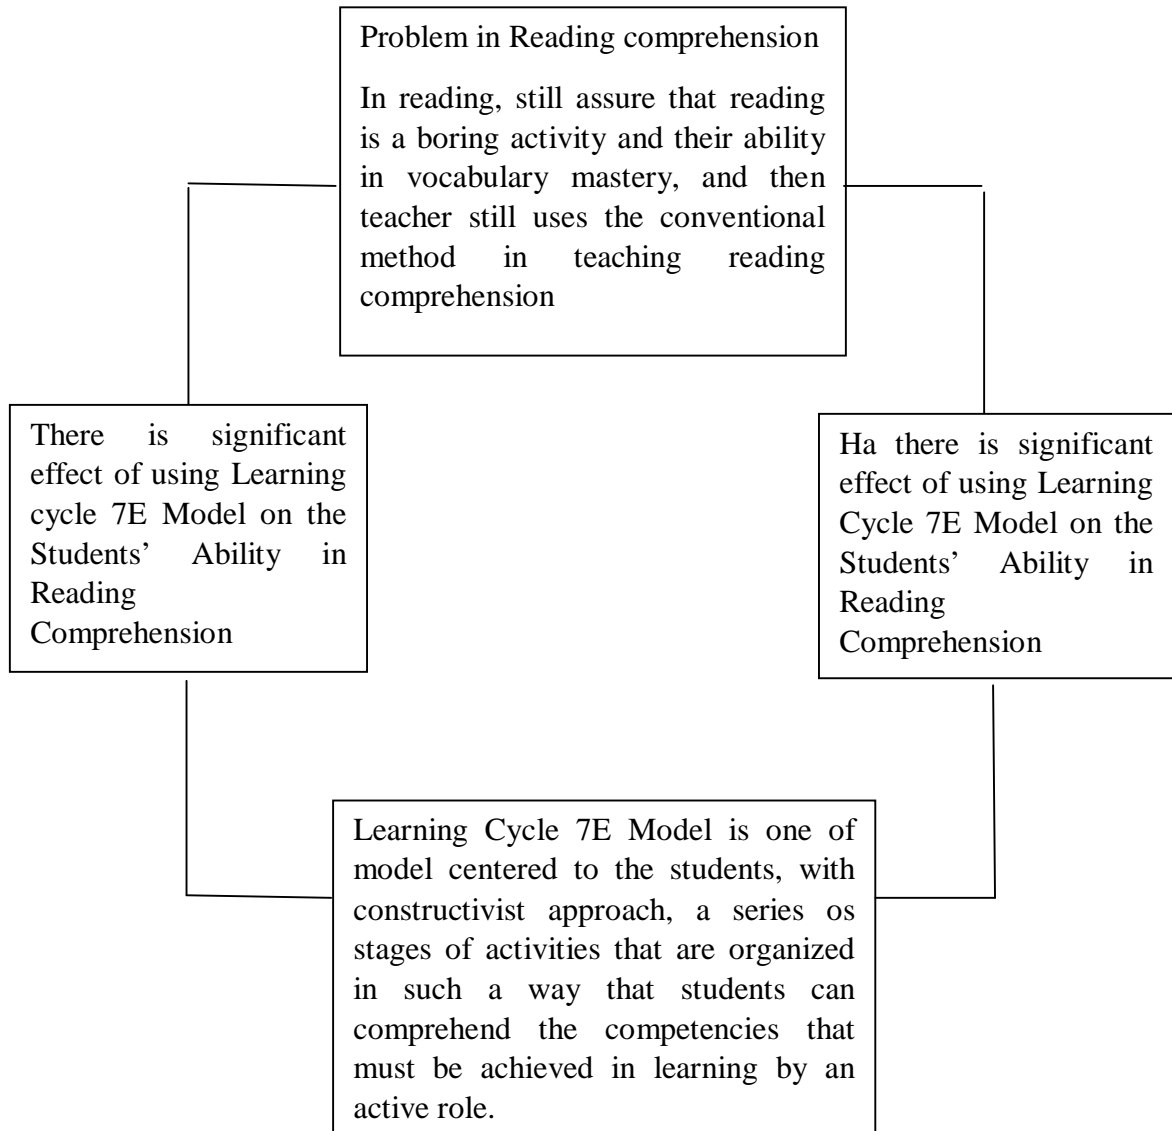 Problem in Reading comprehension
In reading, still assure that reading
is a boring activity and their ability
in vocabulary mastery, and then
teacher still uses the conventional
method in teaching reading
comprehension
There is significant
effect of using Learning
cycle 7E Model on the
Students’ Ability in
Reading
Comprehension
Ha there is significant
effect of using Learning
Cycle 7E Model on the
Students’ Ability in
Reading
Comprehension
Learning Cycle 7E Model is one of
model centered to the students, with
constructivist approach, a series os
stages of activities that are organized
in such a way that students can
comprehend the competencies that
must be achieved in learning by an
active role.